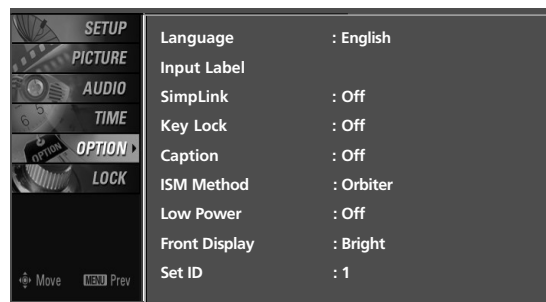 SETUP
PICTURE
AUDIO
TIME
OPTION
LOCK
Move MENU Prev
Language : English
Input Label
SimpLink : Off
Key Lock : Off
Caption : Off
ISM Method : Orbiter
Low Power : Off
Front Display : Bright
Set ID : 1